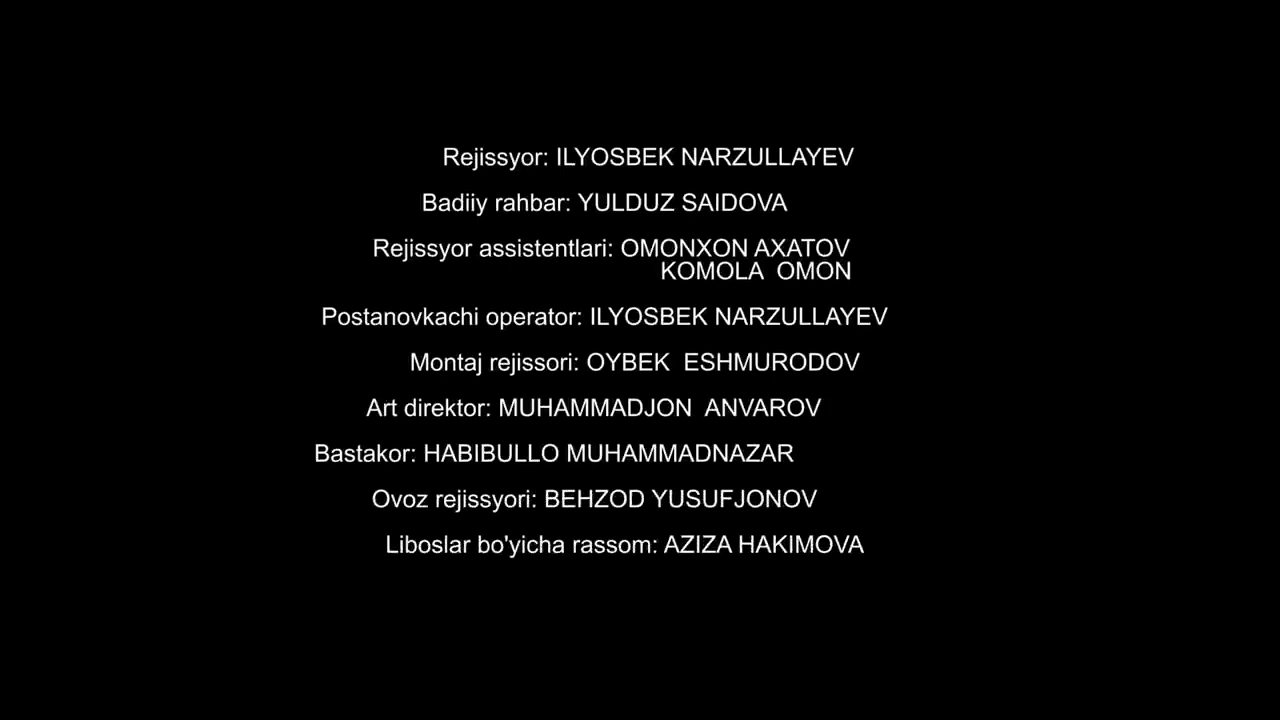 Rejissyor: ILYOSBEK NARZULLAYEV
Badiiy rahbar: YULDUZ SAIDOVA
Rejissyor assistentlari: OMONXON AXATOV
KOMOLA OMON
Postanovkachi operator: ILYOSBEK NARZULLAYEV
Montaj rejissori: OYBEK ESHMURODOV
Art direktor: MUHAMMADJON ANVAROV
Bastakor: HABIBULLO MUHAMMADNAZAR
Ovoz rejissyori: BEHZOD YUSUFJONOV
Liboslar bo'yicha rassom: AZIZA HAKIMOVA